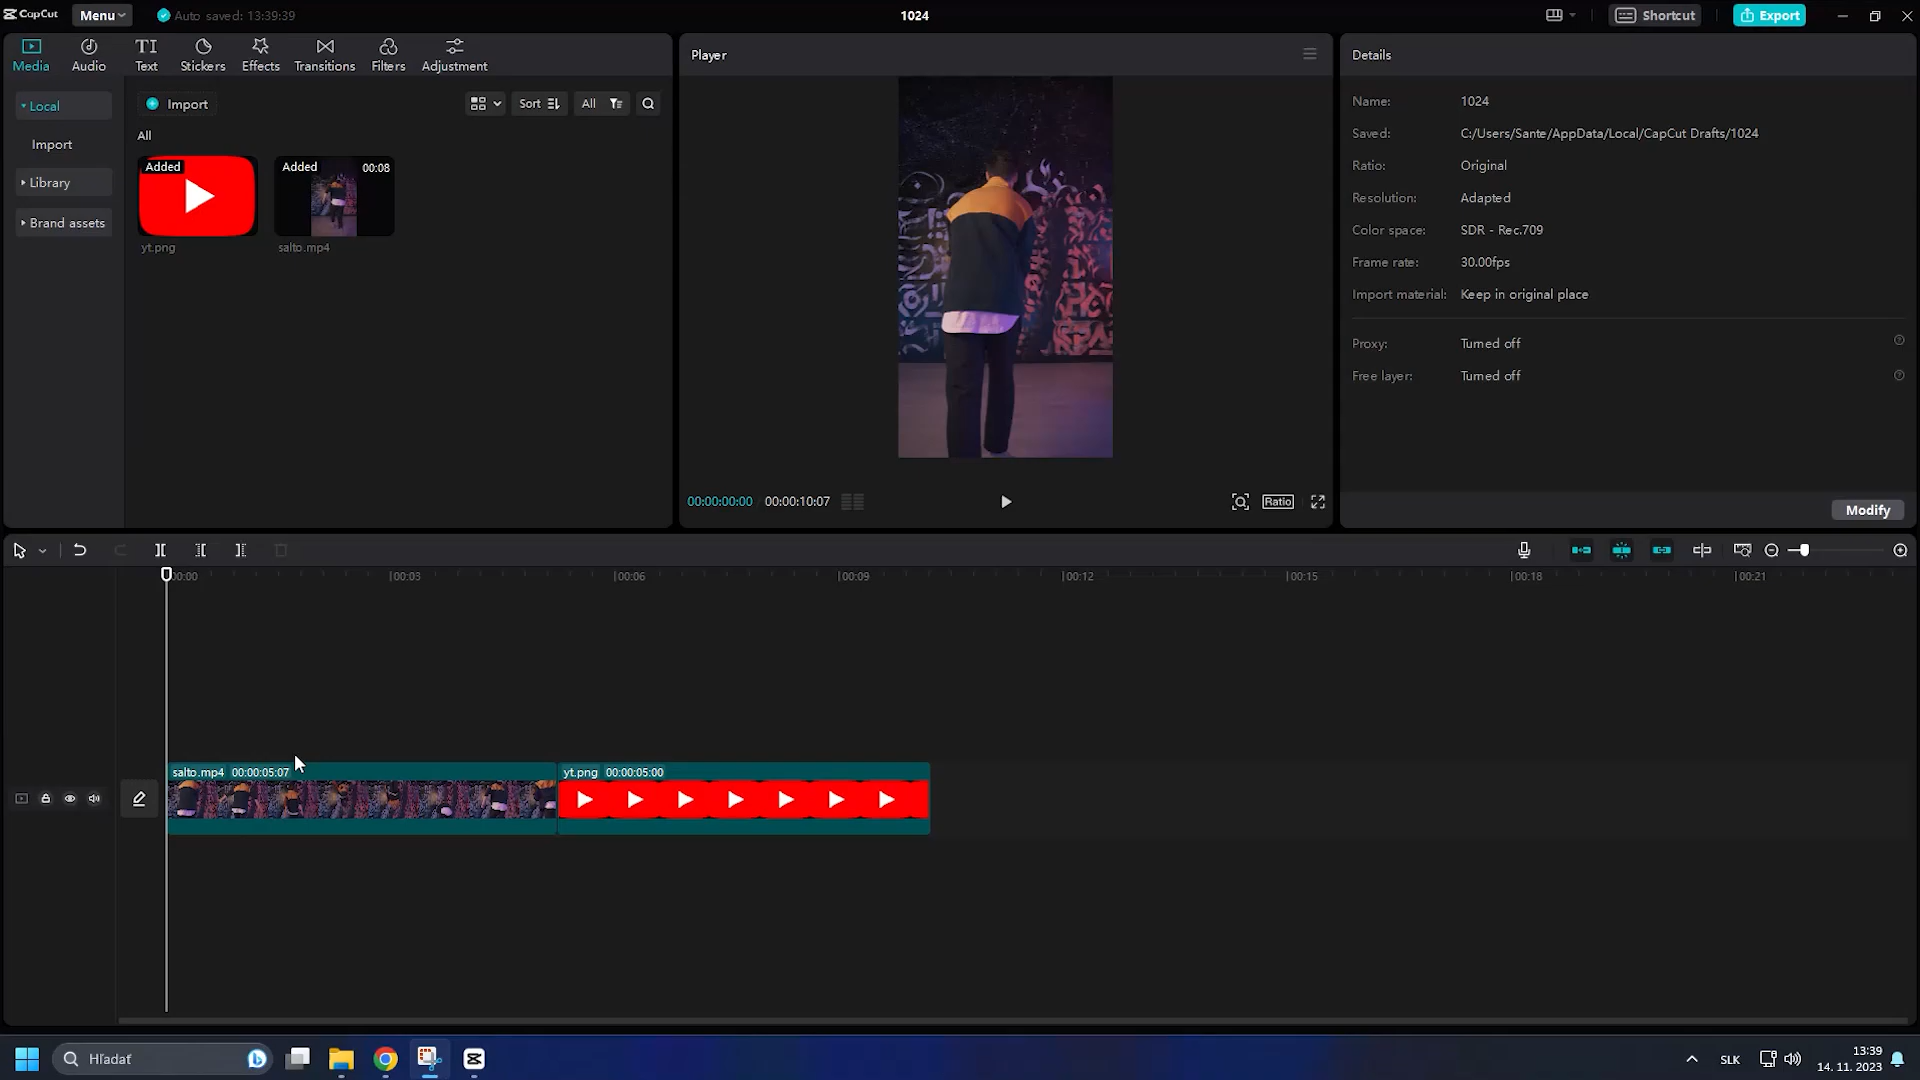 CapCut
Menu
Auto saved: 13:39:39
1024
Shortcut
Export
Media
Audio
TI
Text
Stickers
Effects
Transitions
Filters
Adjustment
Local
Import
Library
Brand assets
Import
Sort
All
All
Added
yt.png
Added
00:08
salto.mp4
Player
00:00:00:00
00:00:10:07
Ratio
Details
Name: 1024
Saved: C:/Users/Sante/AppData/Local/CapCut Drafts/1024
Ratio: Original
Resolution: Adapted
Color space: SDR - Rec.709
Frame rate: 30.00fps
Import material: Keep in original place
Proxy: Turned off
Free layer: Turned off
Modify
00:00
00:03
00:06
00:09
00:12
00:15
00:18
00:21
salto.mp4 00:00:05:07
yt.png 00:00:05:00
Hľadať
SLK
13:39
14. 11. 2023